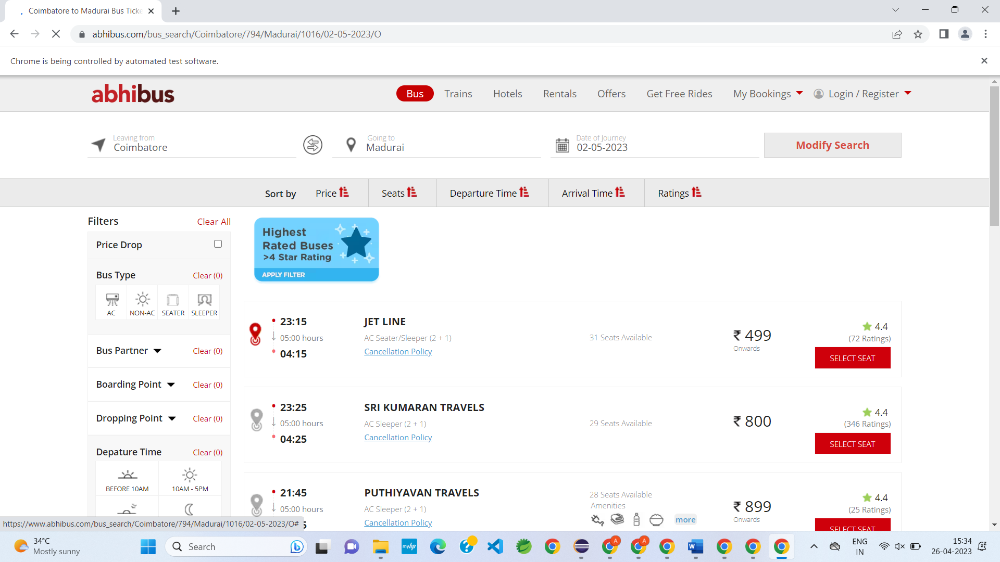 Coimbatore to Madurai Bus Ticke
abhibus.com/bus_search/Coimbatore/794/Madurai/1016/02-05-2023/O
Chrome is being controlled by automated test software.
abhibus
Bus Trains Hotels Rentals Offers Get Free Rides My Bookings Login / Register
Leaving from
Coimbatore
Going to
Madurai
Date of Journey
02-05-2023
Modify Search
Sort by Price Seats Departure Time Arrival Time Ratings
Filters Clear All
Price Drop
Bus Type Clear (0)
AC NON-AC SEATER SLEEPER
Bus Partner Clear (0)
Boarding Point Clear (0)
Dropping Point Clear (0)
Depature Time Clear (0)
BEFORE 10AM 10AM - 5PM
Highest
Rated Buses
>4 Star Rating
APPLY FILTER
23:15
05:00 hours
04:15
JET LINE
AC Seater/Sleeper (2 + 1)
Cancellation Policy
31 Seats Available
₹ 499
Onwards
4.4
(72 Ratings)
SELECT SEAT
23:25
05:00 hours
04:25
SRI KUMARAN TRAVELS
AC Sleeper (2 + 1)
Cancellation Policy
29 Seats Available
₹ 800
4.4
(346 Ratings)
SELECT SEAT
21:45
05:00 hours
PUTHIYAVAN TRAVELS
AC Sleeper (2 + 1)
Cancellation Policy
28 Seats Available
Amenities
more
₹ 899
Onwards
4.4
(25 Ratings)
SELECT SEAT
https://www.abhibus.com/bus_search/Coimbatore/794/Madurai/1016/02-05-2023/O#
34°C
Mostly sunny
Search
myhp
A
A
ENG
IN
15:34
26-04-2023